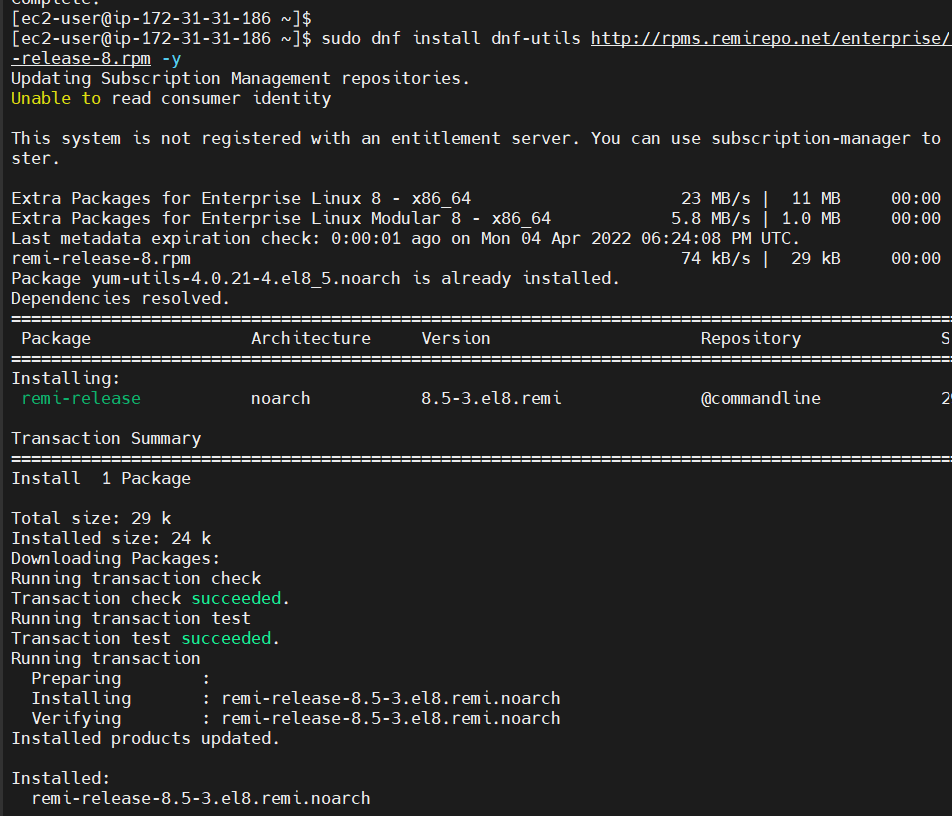 Complete.
[ec2-user@ip-172-31-31-186 ~]$
[ec2-user@ip-172-31-31-186 ~]$ sudo dnf install dnf-utils http://rpms.remirepo.net/enterprise/
-release-8.rpm -y
Updating Subscription Management repositories.
Unable to read consumer identity
This system is not registered with an entitlement server. You can use subscription-manager to
ster.
Extra Packages for Enterprise Linux 8 - x86_64 23 MB/s | 11 MB 00:00
Extra Packages for Enterprise Linux Modular 8 - x86_64 5.8 MB/s | 1.0 MB 00:00
Last metadata expiration check: 0:00:01 ago on Mon 04 Apr 2022 06:24:08 PM UTC.
remi-release-8.rpm 74 kB/s | 29 kB 00:00
Package yum-utils-4.0.21-4.el8_5.noarch is already installed.
Dependencies resolved.
================================================================================
Package Architecture Version Repository S
================================================================================
Installing:
remi-release noarch 8.5-3.el8.remi @commandline 2
Transaction Summary
================================================================================
Install 1 Package
Total size: 29 k
Installed size: 24 k
Downloading Packages:
Running transaction check
Transaction check succeeded.
Running transaction test
Transaction test succeeded.
Running transaction
Preparing :
Installing : remi-release-8.5-3.el8.remi.noarch
Verifying : remi-release-8.5-3.el8.remi.noarch
Installed products updated.
Installed:
remi-release-8.5-3.el8.remi.noarch